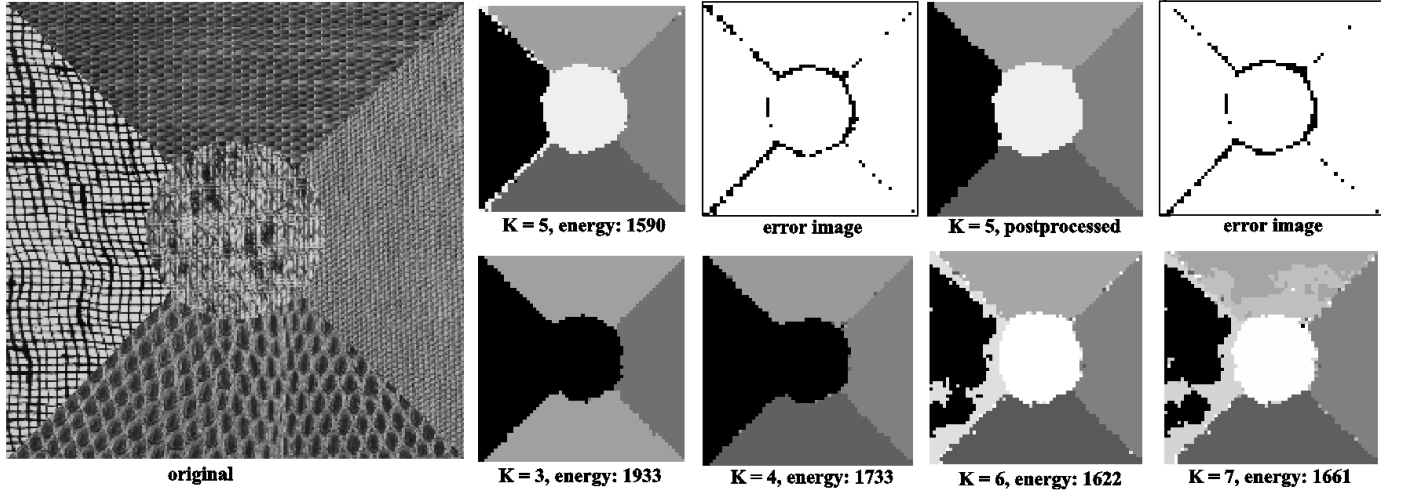 K = 5, energy: 1590
error image
K = 5, postprocessed
error image
original
K = 3, energy: 1933
K = 4, energy: 1733
K = 6, energy: 1622
K = 7, energy: 1661